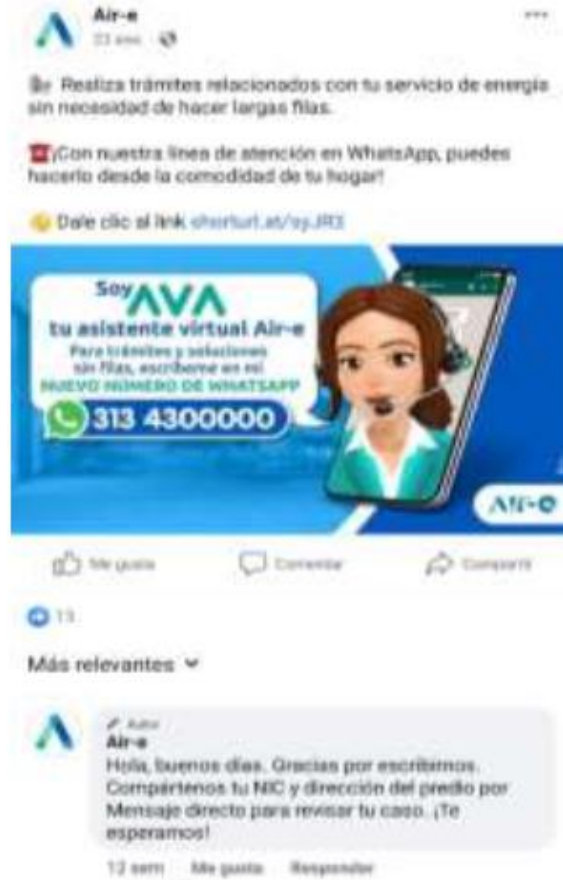 Air-e
Realiza trámites relacionados con tu servicio de energía
sin necesidad de hacer largas filas.
¡Con nuestra línea de atención en WhatsApp, puedes
hacerlo desde la comodidad de tu hogar!
Dale clic al link
Soy AVA
tu asistente virtual Air-e
Para trámites y soluciones
sin filas, escríbeme en mi
NUEVO NÚMERO DE WHATSAPP
313 4300000
Air-e
Me gusta Comentar Compartir
13
Más relevantes
Autor
Air-e
Hola, buenos días. Gracias por escribirnos.
Compártenos tu NIC y dirección del predio por
Mensaje directo para revisar tu caso. ¡Te
esperamos!
12 sem Me gusta Responder